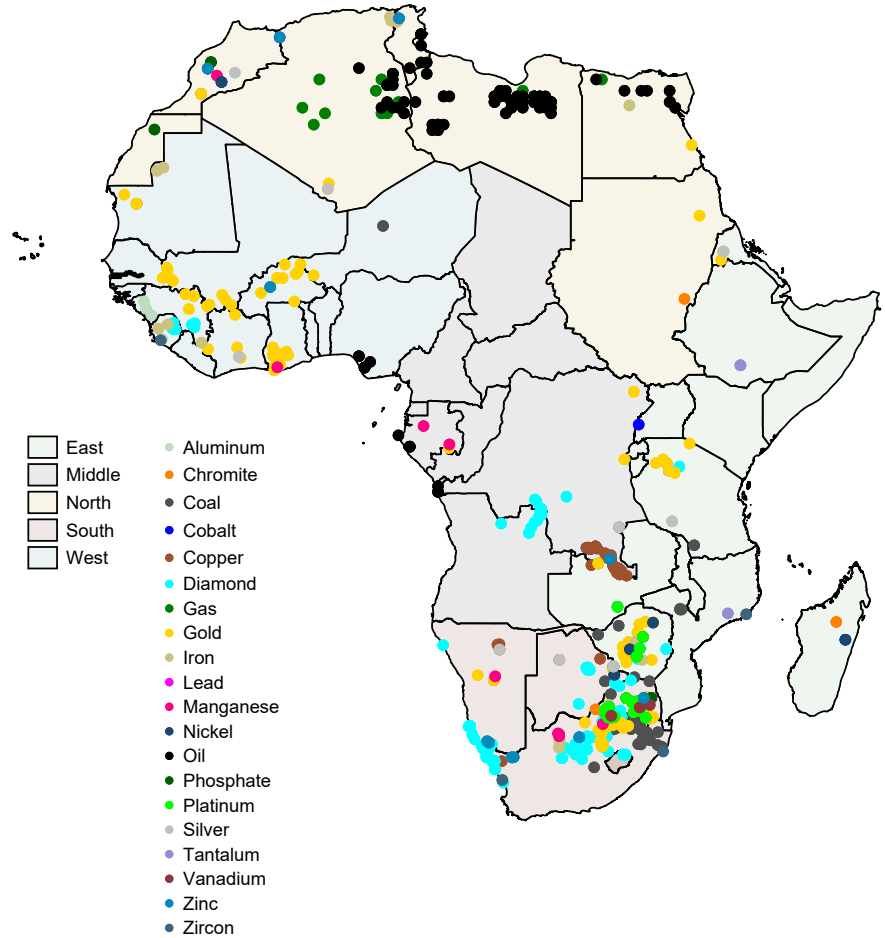 East
Middle
North
South
West
Aluminum
Chromite
Coal
Cobalt
Copper
Diamond
Gas
Gold
Iron
Lead
Manganese
Nickel
Oil
Phosphate
Platinum
Silver
Tantalum
Vanadium
Zinc
Zircon